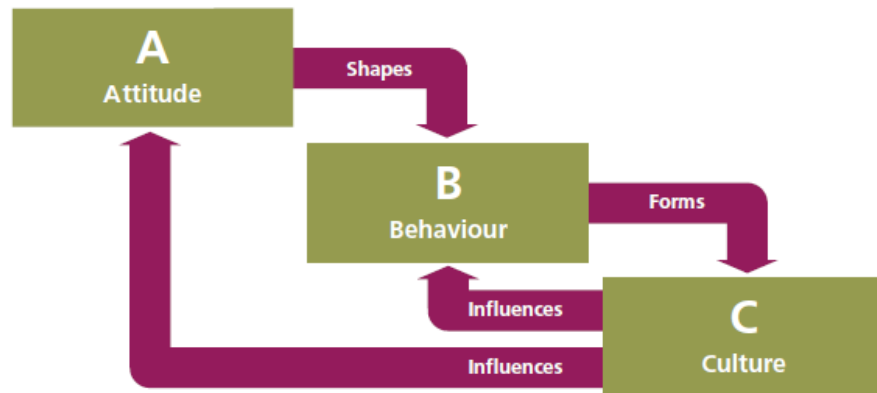 A
Attitude
Shapes
B
Behaviour
Forms
Influences
C
Culture
Influences